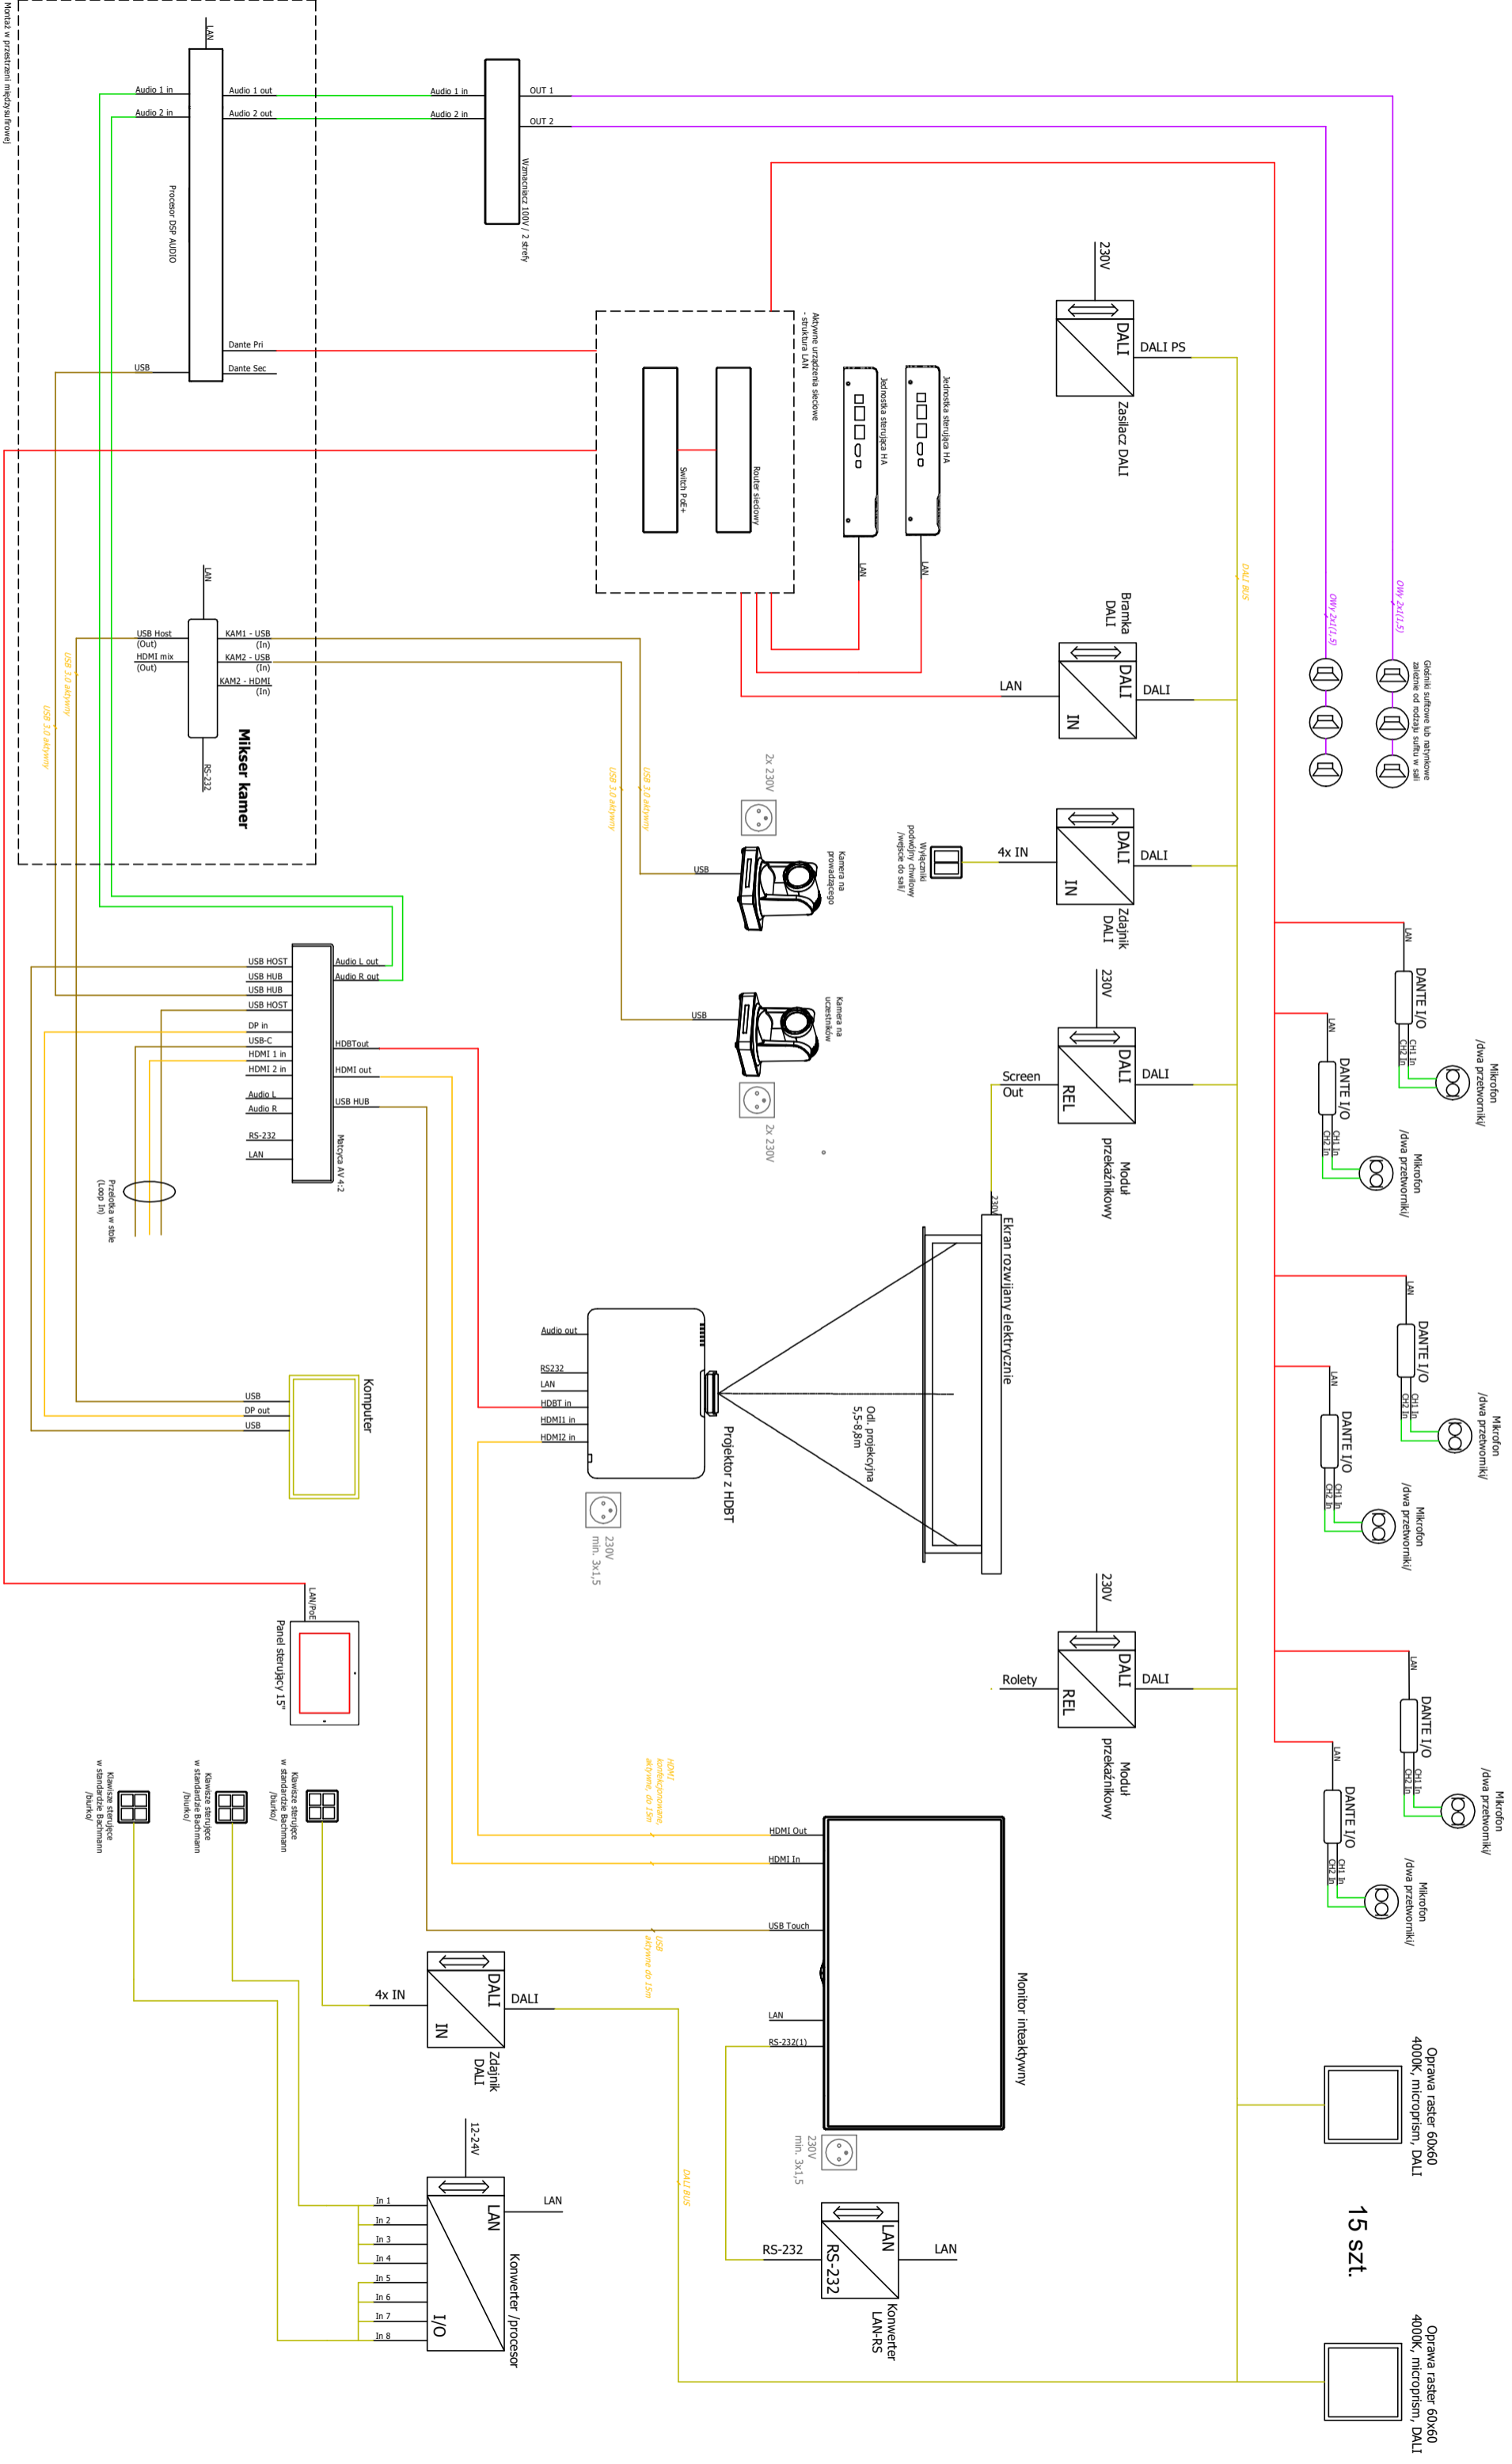 Montaż w przestrzeni międzysufirowej
LAN
Audio 1 in
Audio 2 in
Audio 1 out
Audio 2 out
Procesor DSP AUDIO
Dante Pri
Dante Sec
USB
Audio 1 in
Audio 2 in
OUT 1
OUT 2
Wzmacniacz 100V / 2 strefy
Aktywne urządzenia sieciowe
- struktura LAN
Router sieciowy
Switch PoE+
Jednostka sterująca HA
LAN
Jednostka sterująca HA
LAN
230V
DALI
DALI PS
Zasilacz DALI
DALI BUS
OWy 2x1(1,5)
OWy 2x1(1,5)
Głośniki sufitowe lub natynkowe
zależnie od rodzaju sufitu w sali
LAN
USB Host
(Out)
HDMI mix
(Out)
KAM1 - USB
(In)
KAM2 - USB
(In)
KAM2 - HDMI
(In)
RS-232
Mikser kamer
USB 3.0 aktywny
USB 3.0 aktywny
USB 3.0 aktywny
USB 3.0 aktywny
Bramka
DALI
LAN
DALI
IN
DALI
2x 230V
USB
Kamera na
prowadzącego
Wyłączniki
podwójny chwilowy
/wejście do sali/
4x IN
DALI
IN
DALI
Zdajnik
DALI
USB
Kamera na
uczestników
2x 230V
230V
Screen
Out
DALI
REL
DALI
Moduł
przekaźnikowy
LAN
DANTE I/O
CH1 In
CH2 In
Mikrofon
/dwa przetworniki/
LAN
DANTE I/O
CH1 In
CH2 In
Mikrofon
/dwa przetworniki/
LAN
DANTE I/O
CH1 In
CH2 In
Mikrofon
/dwa przetworniki/
LAN
DANTE I/O
CH1 In
CH2 In
Mikrofon
/dwa przetworniki/
LAN
DANTE I/O
CH1 In
CH2 In
Mikrofon
/dwa przetworniki/
LAN
DANTE I/O
CH1 In
CH2 In
Mikrofon
/dwa przetworniki/
USB HOST
USB HUB
USB HUB
USB HOST
DP in
USB-C
HDMI 1 in
HDMI 2 in
Audio L
Audio R
RS-232
LAN
Audio L out
Audio R out
HDBTout
HDMI out
USB HUB
Matcyca AV 4:2
Przelotka w stole
(Loop In)
230V
Ekran rozwijany elektrycznie
Odl. projekcyjna
5,5-8,8m
Audio out
RS232
LAN
HDBT in
HDMI1 in
HDMI2 in
Projektor z HDBT
230V
min. 3x1,5
Komputer
USB
DP out
USB
LAN/PoE
Panel sterujący 15"
230V
Rolety
DALI
REL
DALI
Moduł
przekaźnikowy
Klawisze sterujęce
w standardzie Bachmann
/biurko/
Klawisze sterujęce
w standardzie Bachmann
/biurko/
Klawisze sterujęce
w standardzie Bachmann
/biurko/
HDMI
konfekcjonowane,
aktywne, do 15m
USB
aktywne do 15m
HDMI Out
HDMI In
USB Touch
LAN
RS-232(1)
Monitor inteaktywny
230V
min. 3x1,5
4x IN
DALI
IN
DALI
Zdajnik
DALI
DALI BUS
12-24V
In 1
In 2
In 3
In 4
In 5
In 6
In 7
In 8
LAN
I/O
LAN
Konwerter /procesor
RS-232
LAN
RS-232
LAN
Konwerter
LAN-RS
Oprawa raster 60x60
4000K, microprism, DALI
15 szt.
Oprawa raster 60x60
4000K, microprism, DALI